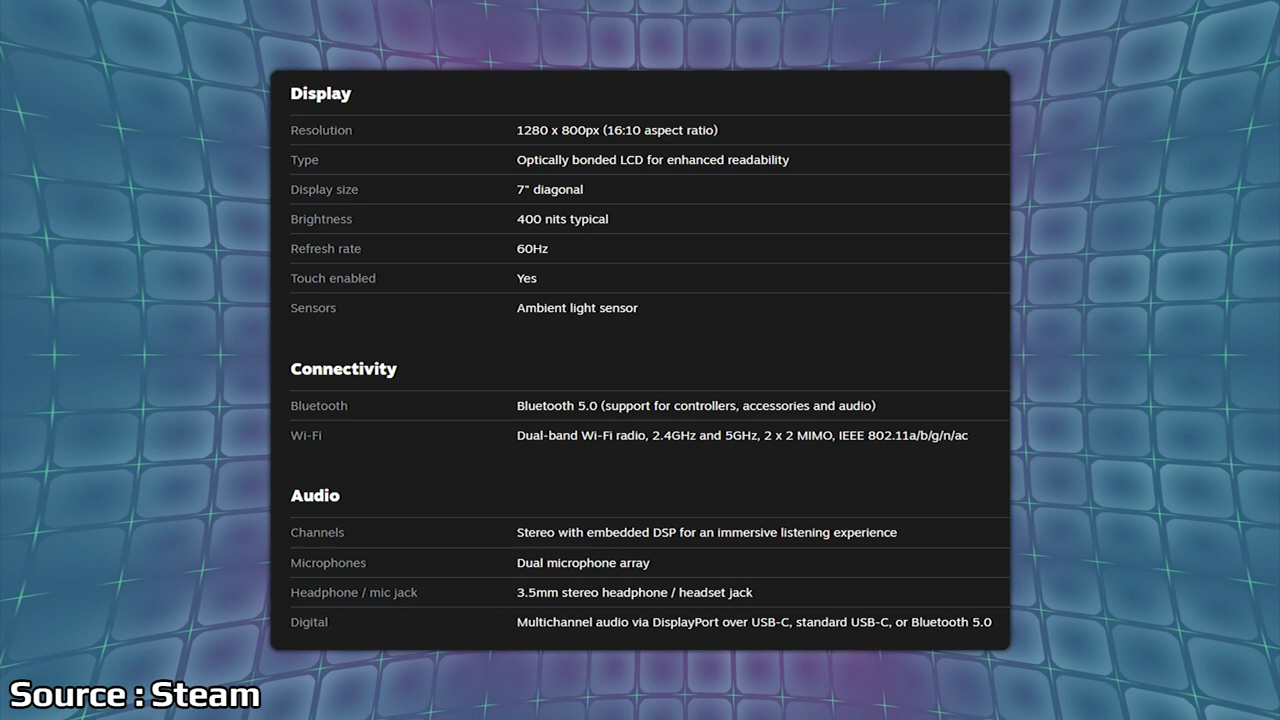 Display
Resolution 1280 x 800px (16:10 aspect ratio)
Type Optically bonded LCD for enhanced readability
Display size 7" diagonal
Brightness 400 nits typical
Refresh rate 60Hz
Touch enabled Yes
Sensors Ambient light sensor
Connectivity
Bluetooth Bluetooth 5.0 (support for controllers, accessories and audio)
Wi-Fi Dual-band Wi-Fi radio, 2.4GHz and 5GHz, 2 x 2 MIMO, IEEE 802.11a/b/g/n/ac
Audio
Channels Stereo with embedded DSP for an immersive listening experience
Microphones Dual microphone array
Headphone / mic jack 3.5mm stereo headphone / headset jack
Digital Multichannel audio via DisplayPort over USB-C, standard USB-C, or Bluetooth 5.0
Source : Steam